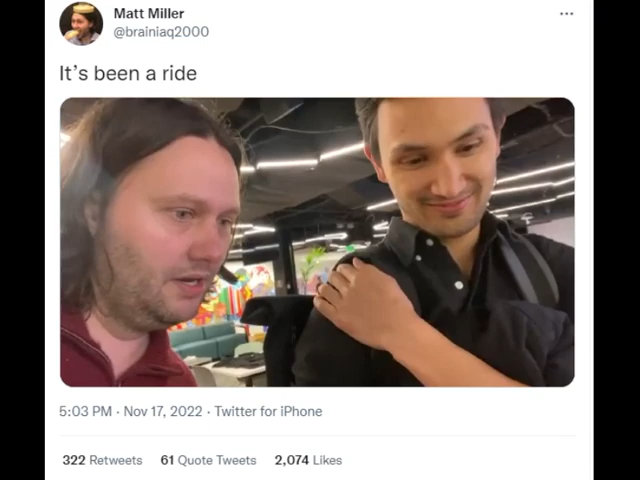 Matt Miller
@brainiaq2000
It's been a ride
5:03 PM · Nov 17, 2022 · Twitter for iPhone
322 Retweets 61 Quote Tweets 2,074 Likes